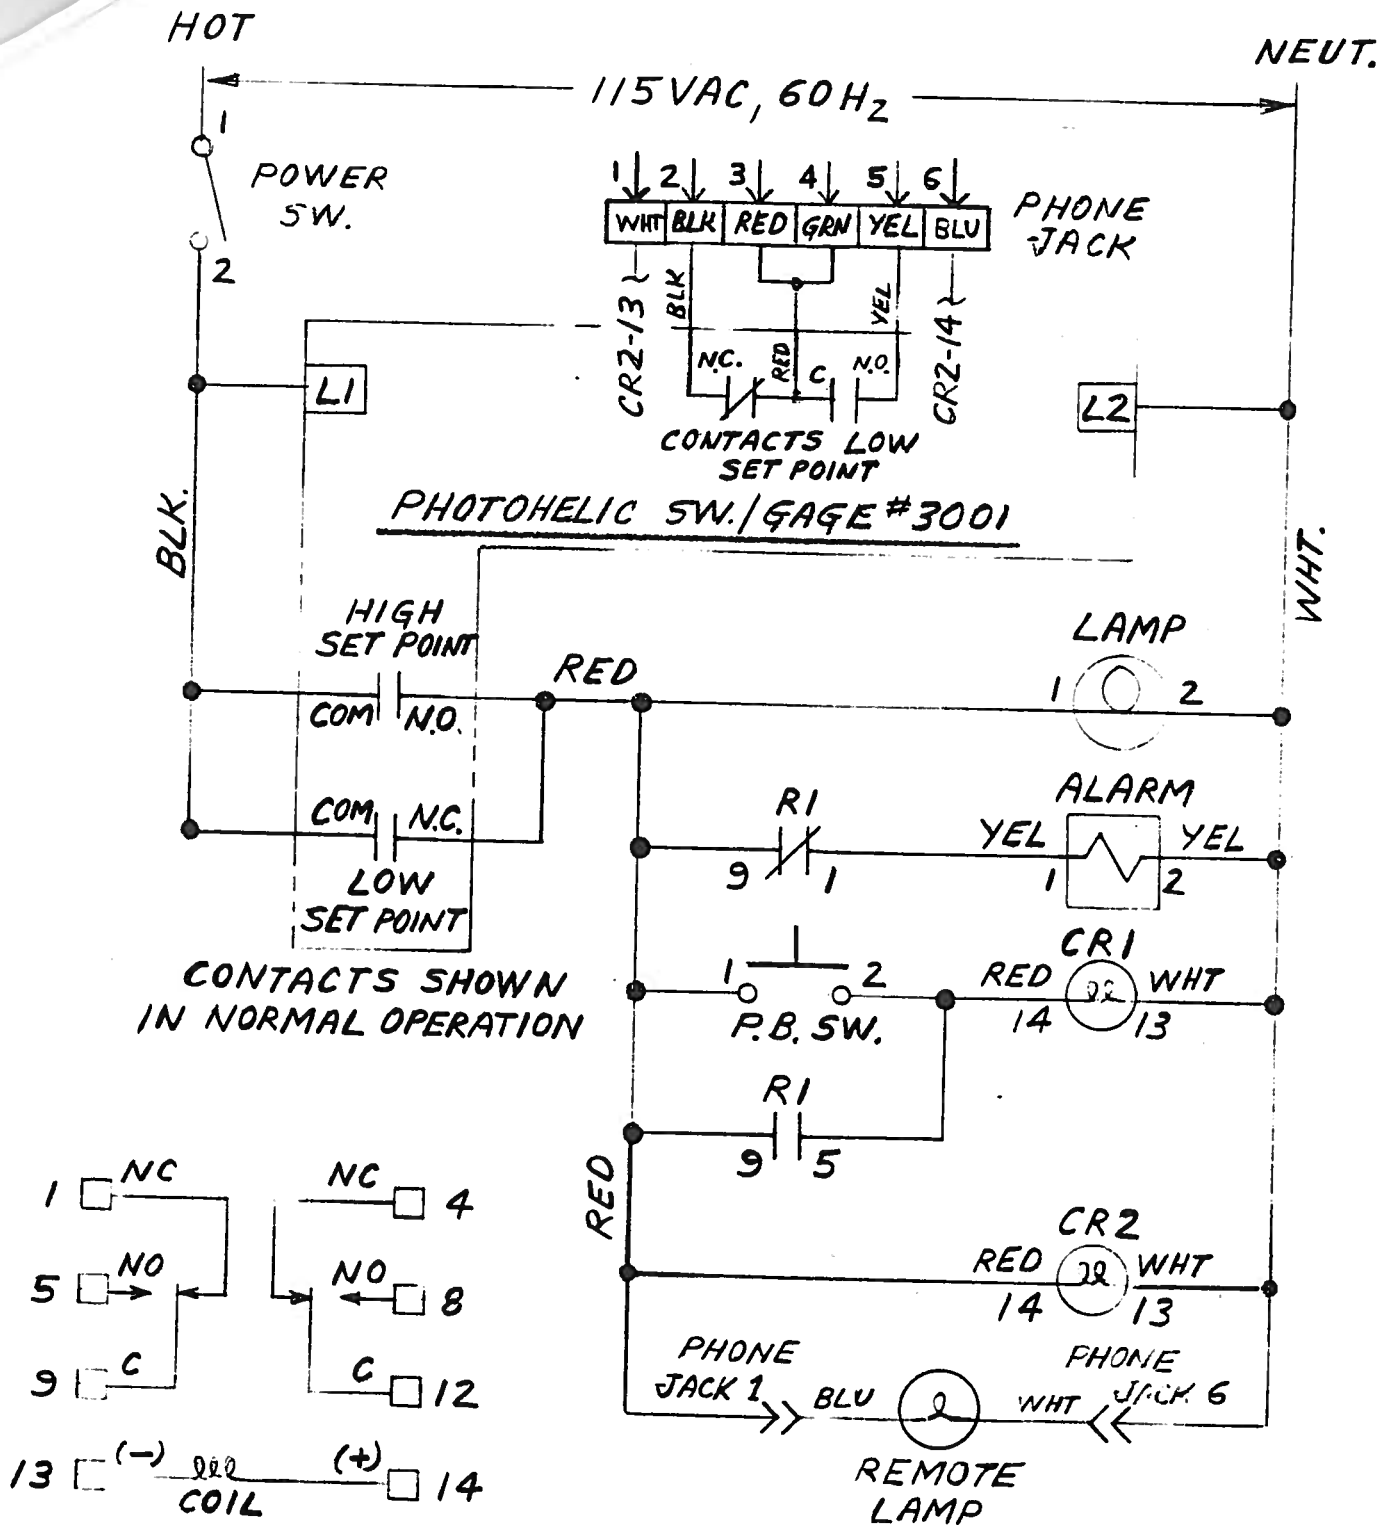 HOT
NEUT.
115VAC, 60Hz
1
POWER
SW.
2
1 2 3 4 5 6
WHT BLK RED GRN YEL BLU
PHONE
JACK
CR2-13
BLK
RED
YEL
CR2-14
N.C.
C
N.O.
CONTACTS LOW
SET POINT
L1
L2
PHOTOHELIC SW./GAGE #3001
BLK.
WHT.
HIGH
SET POINT
COM N.O.
RED
LAMP
1 2
COM N.C.
LOW
SET POINT
R1
9 1
ALARM
YEL YEL
1 2
CONTACTS SHOWN
IN NORMAL OPERATION
1 2
P.B. SW.
CR1
RED WHT
14 13
R1
9 5
RED
CR2
RED WHT
14 13
PHONE
JACK 1
BLU
WHT
PHONE
JACK 6
REMOTE
LAMP
1 NC NC 4
5 NO NO 8
9 C C 12
13 (-) (+) 14
COIL